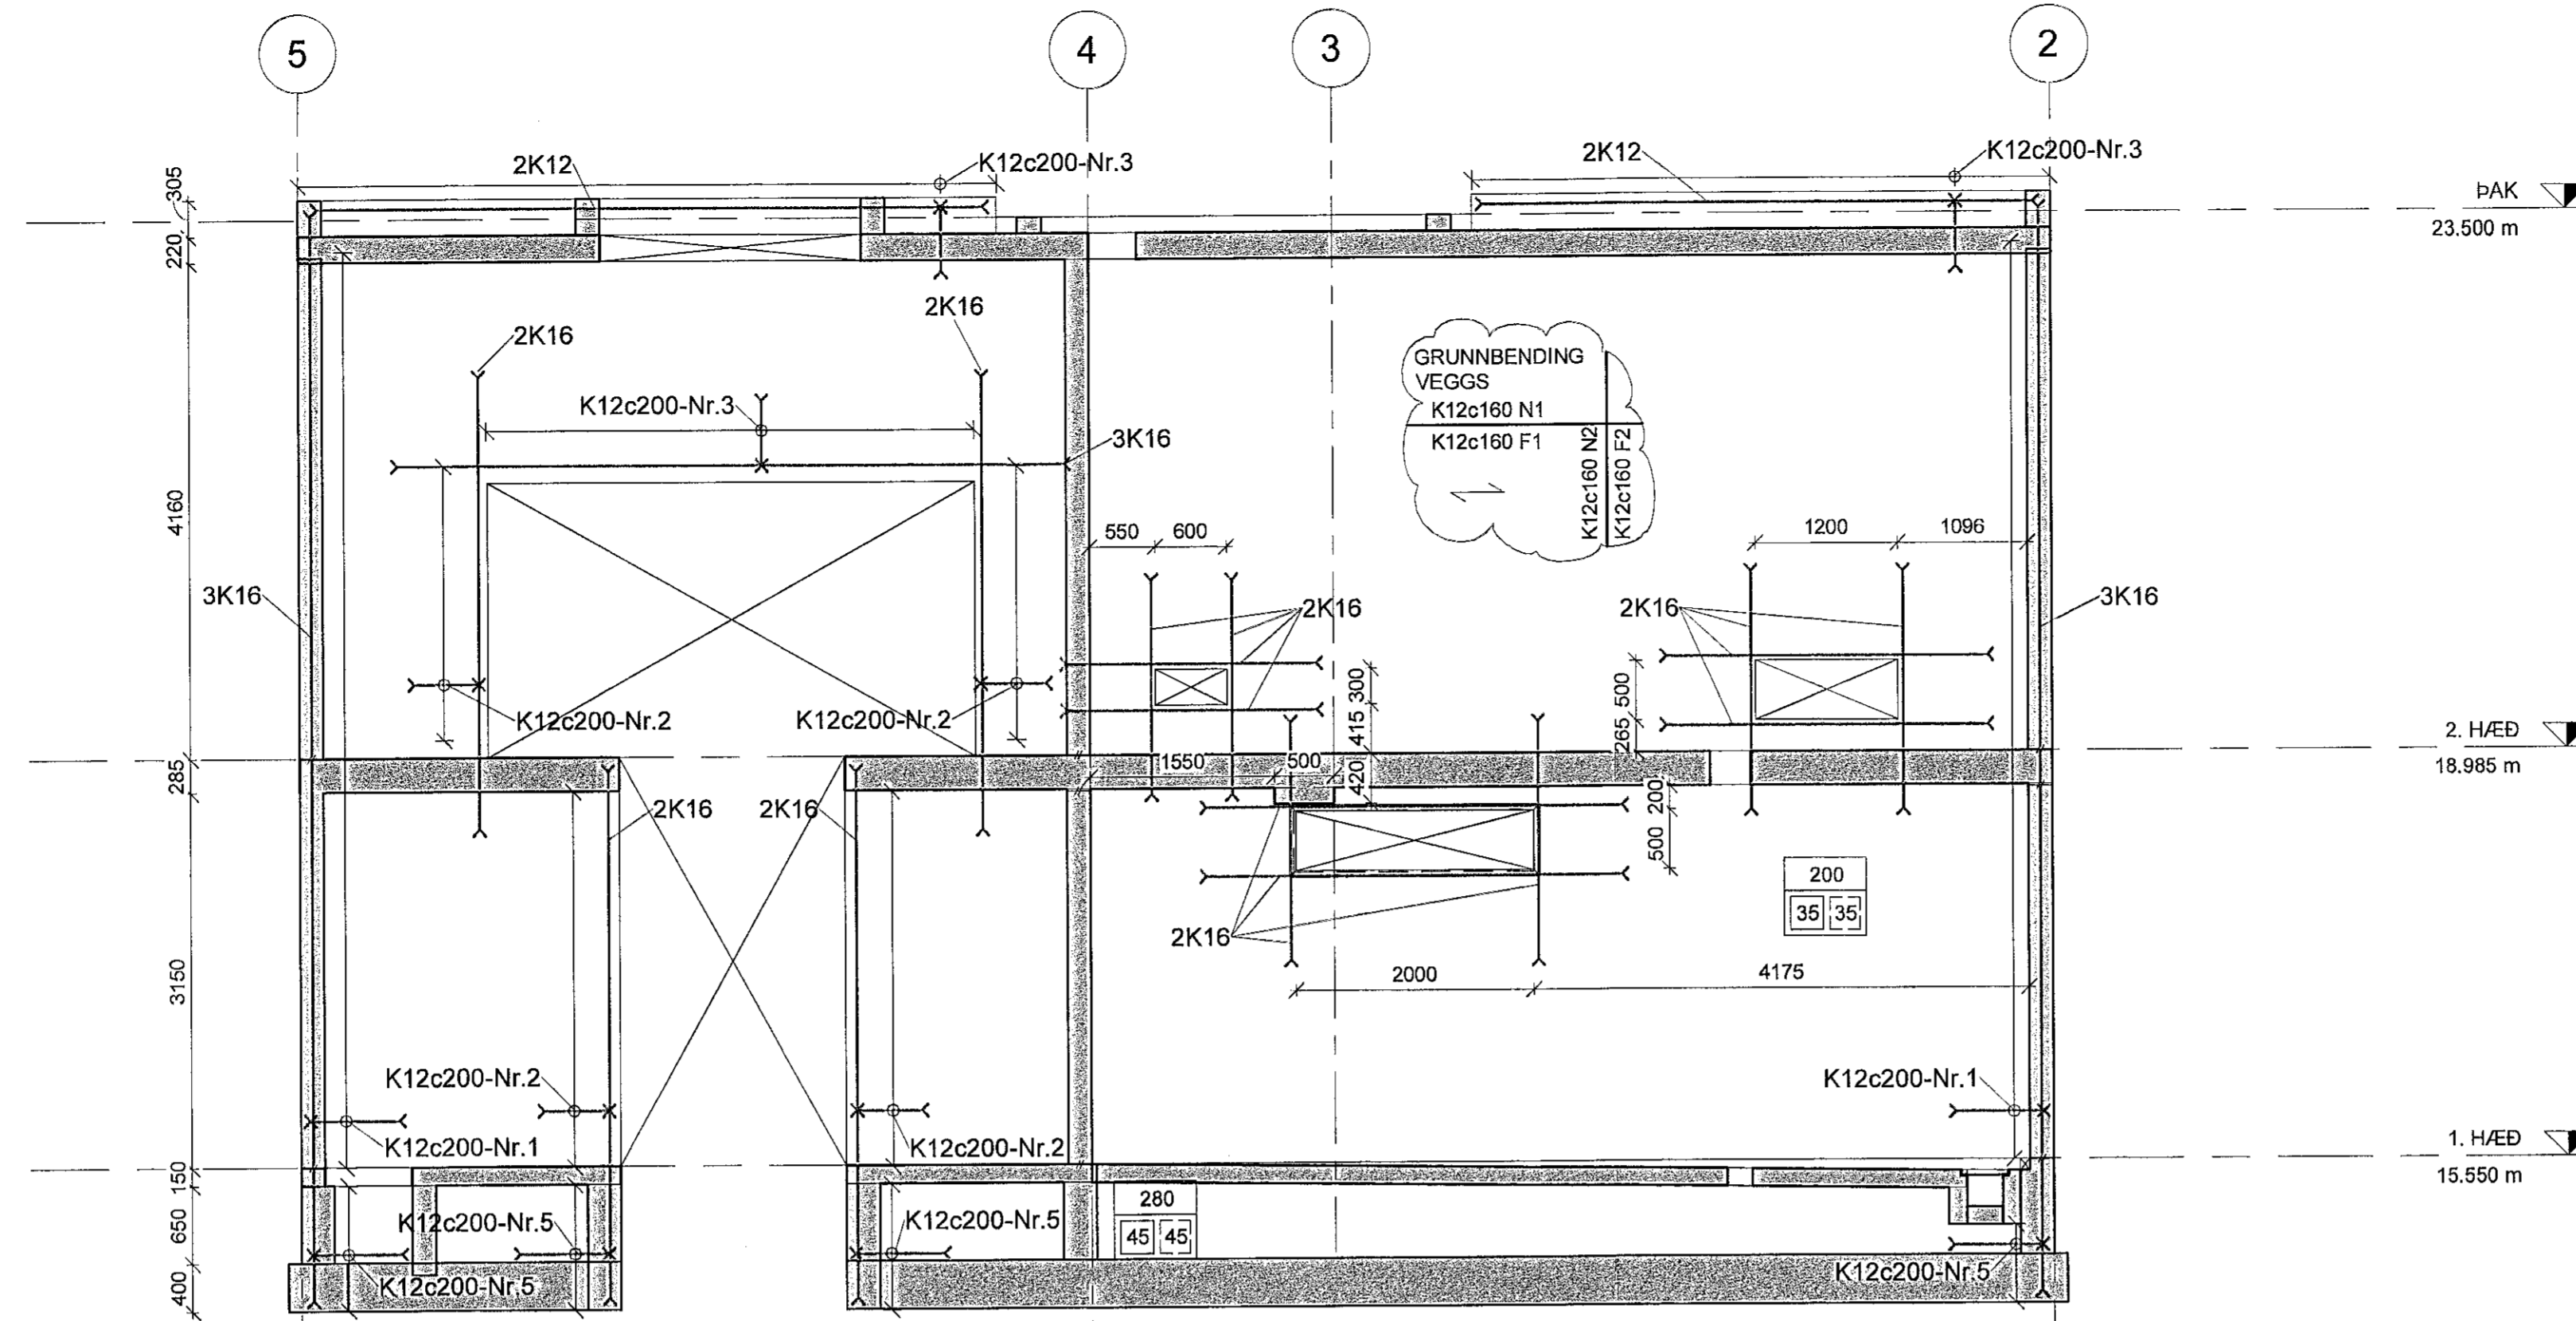 5
4
3
2
2K12
K12c200-Nr.3
2K12
K12c200-Nr.3
305
220
ÞAK
23.500 m
2K16
2K16
K12c200-Nr.3
3K16
GRUNNBENDING
VEGGS
K12c160 N1
K12c160 F1
K12c160 N2
K12c160 F2
4160
550
600
1200
1096
3K16
2K16
2K16
3K16
300
415
500
265
K12c200-Nr.2
K12c200-Nr.2
2. HÆÐ
18.985 m
285
1550
500
420
200
500
2K16
2K16
200
35
35
2K16
2000
4175
3150
K12c200-Nr.2
K12c200-Nr.1
K12c200-Nr.1
K12c200-Nr.2
1. HÆÐ
15.550 m
150
650
400
280
45
45
K12c200-Nr.5
K12c200-Nr.5
K12c200-Nr.5
K12c200-Nr.5